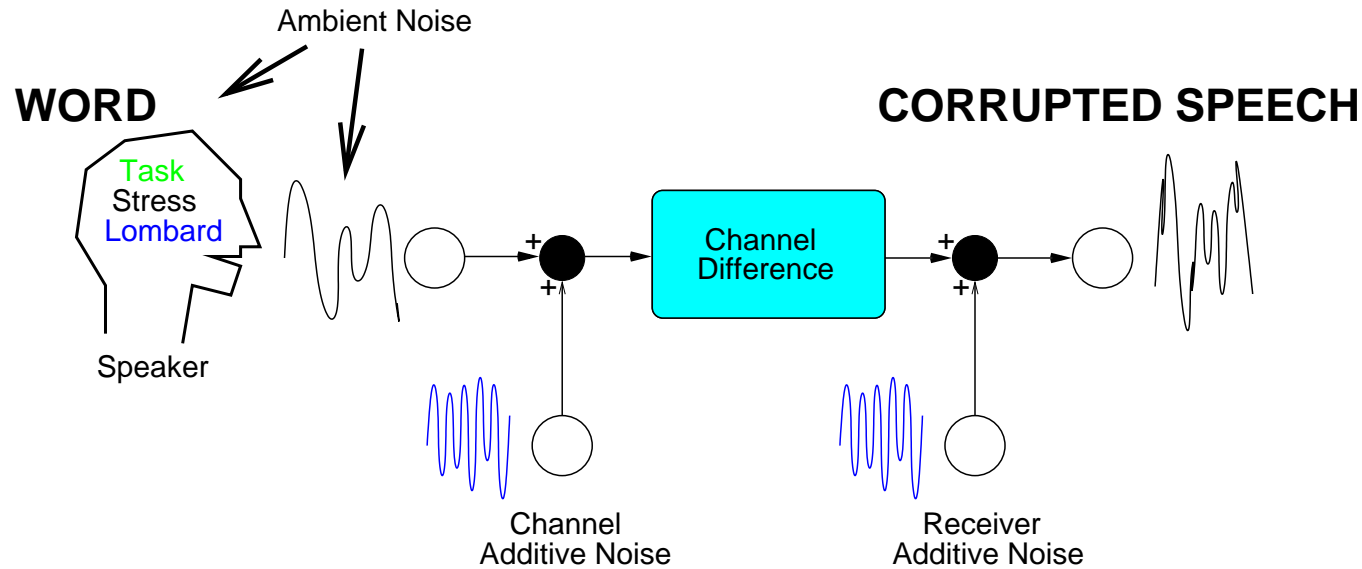 Ambient Noise
WORD
CORRUPTED SPEECH
Task
Stress
Lombard
Speaker
+
+
Channel
Difference
+
+
Channel
Additive Noise
Receiver
Additive Noise